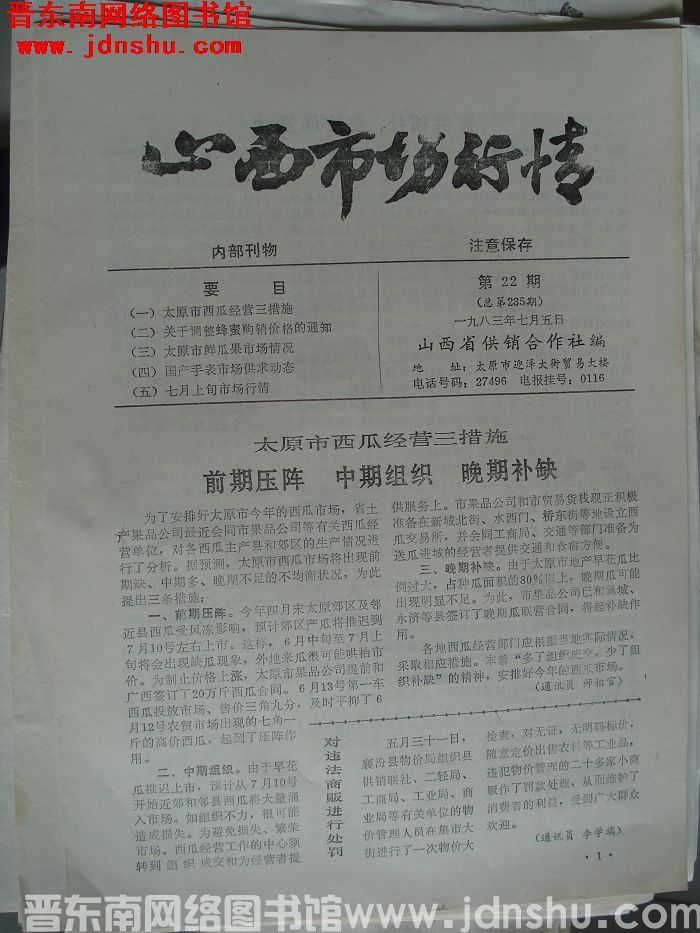 晋东南网络图书馆
www.jdnshu.com
山西市场行情
内部刊物
注意保存
要 目
(一)太原市西瓜经营三措施
(二)关于调整蜂蜜购销价格的通知
(三)太原市鲜瓜果市场情况
(四)国产手表市场供求动态
(五)七月上旬市场行情
第22期
(总第235期)
一九八三年七月五日
山西省供销合作社编
地 址:太原市迎泽大街贸易大楼
电话号码:27496 电报挂号:0116
太原市西瓜经营三措施
前期压阵 中期组织 晚期补缺
为了安排好太原市今年的西瓜市场,省土
产果品公司最近会同市果品公司等有关西瓜经
营单位,对各西瓜主产县和郊区的生产情况进
行了分析。据预测,太原市西瓜市场将出现前
期缺、中期多、晚期不足的不均衡状况,为此
提出三条措施:
一、前期压阵。今年四月末太原郊区及邻
近县西瓜受风冻影响,预计郊区产瓜将推迟到
7月10号左右上市。这样,6月中旬至7月上
旬将会出现缺瓜现象,外地来瓜很可能哄抬市
价。为制止价格上涨,太原市果品公司提前和
广西签订了20万斤西瓜合同。6月13号第一车
西瓜投放市场、售价三角九分,及时平抑了6
月12号农贸市场出现的七角一
斤的高价西瓜,起到了压阵作
用。
二、中期组织。由于早花
瓜推迟上市,预计从7月10号
开始近郊和邻县西瓜将大量涌
入市场。如组织不力,很可能
造成损失。为避免损失、繁荣
市场、西瓜经营工作的中心须
转到组织成交和为经营者提
供服务上。市果品公司和市贸易货栈现正积极
准备在新城北街、水西门、桥东街等地设立西
瓜交易所,并会同工商局、交通等部门准备为
送瓜进城的经营者提供交通和食宿方便。
三、晚期补缺。由于太原市地产早花瓜比
例过大,占种瓜面积的80%以上,晚期瓜可能
出现明显不足。为此,市果品公司已和襄城、
永济等县签订了晚期瓜联营合同,将起补缺作
用。
各地西瓜经营部门应根据当地实际情况,
采取相应措施。本着“多了组织成交,少了组
织补缺”的精神,安排好今年的西瓜市场。
(通讯员 师相官)
对违法商贩进行处罚
五月三十一日,
襄汾县物价局组织县
供销联社、二轻局、
工商局、工业局、商
业局等有关单位的物
价管理人员在集市大
街进行了一次物价大
检查,对无证,无明码标价,
随意定价出售衣料等工业品,
违犯物价管理的二十多家小商
贩作了罚款处理,从而维护了
消费者的利益,受到广大群众
欢迎。
(通讯员 李学端)
·1·
晋东南网络图书馆www.jdnshu.com